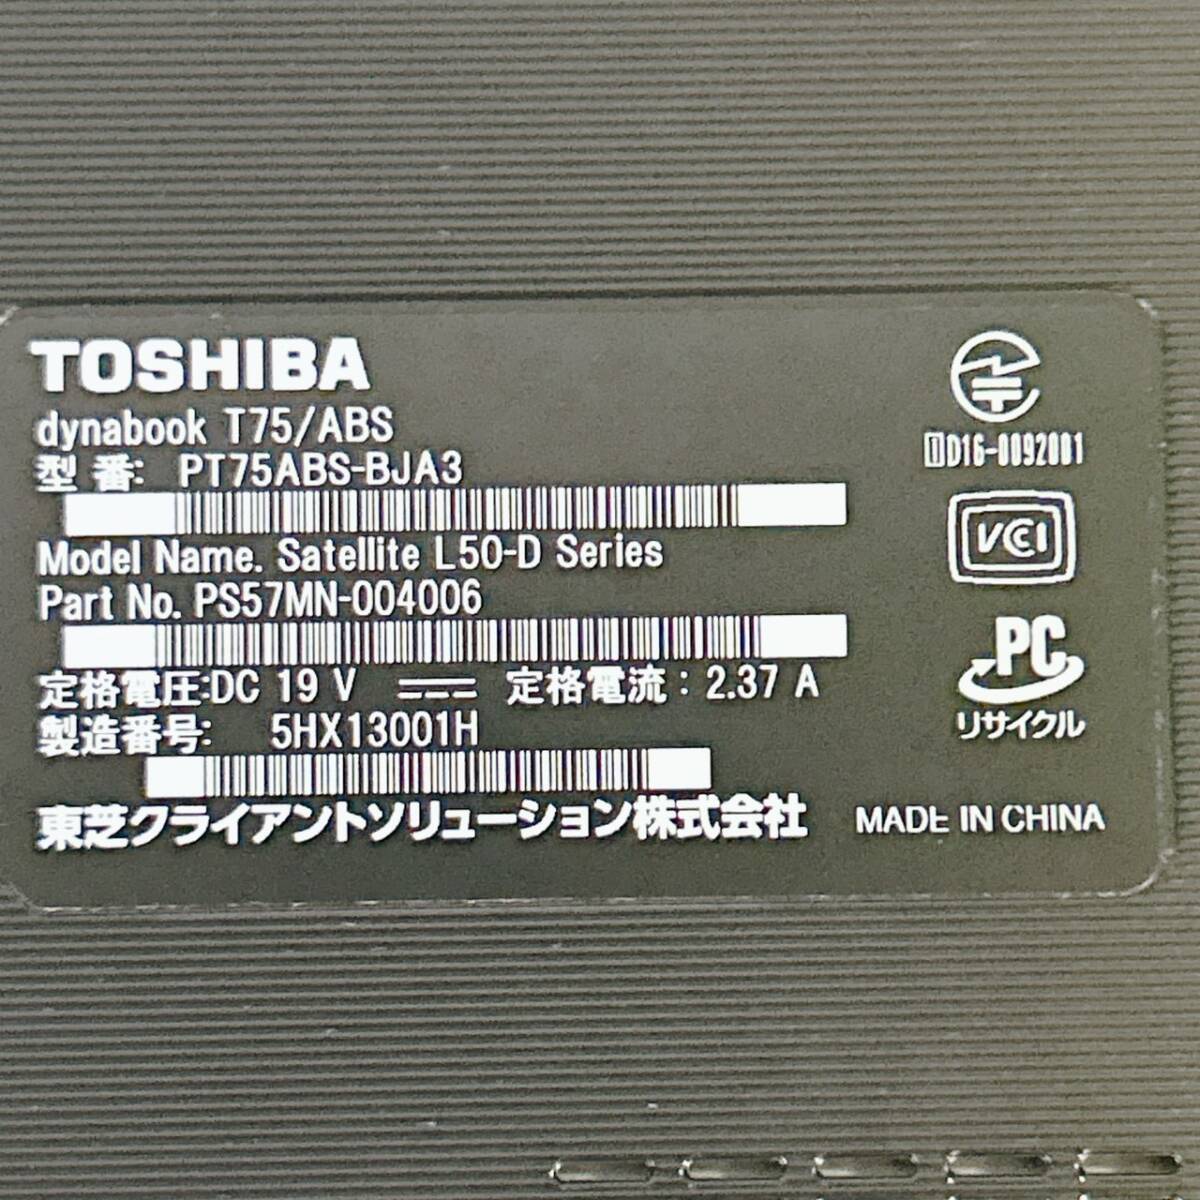 TOSHIBA
dynabook T75/ABS
型 番: PT75ABS-BJA3
Model Name. Satellite L50-D Series
Part No. PS57MN-004006
定格電圧:DC 19 V 定格電流: 2.37 A
製造番号: 5HX13001H
東芝クライアントソリューション株式会社
D16-0092001
VCCI
PC
リサイクル
MADE IN CHINA